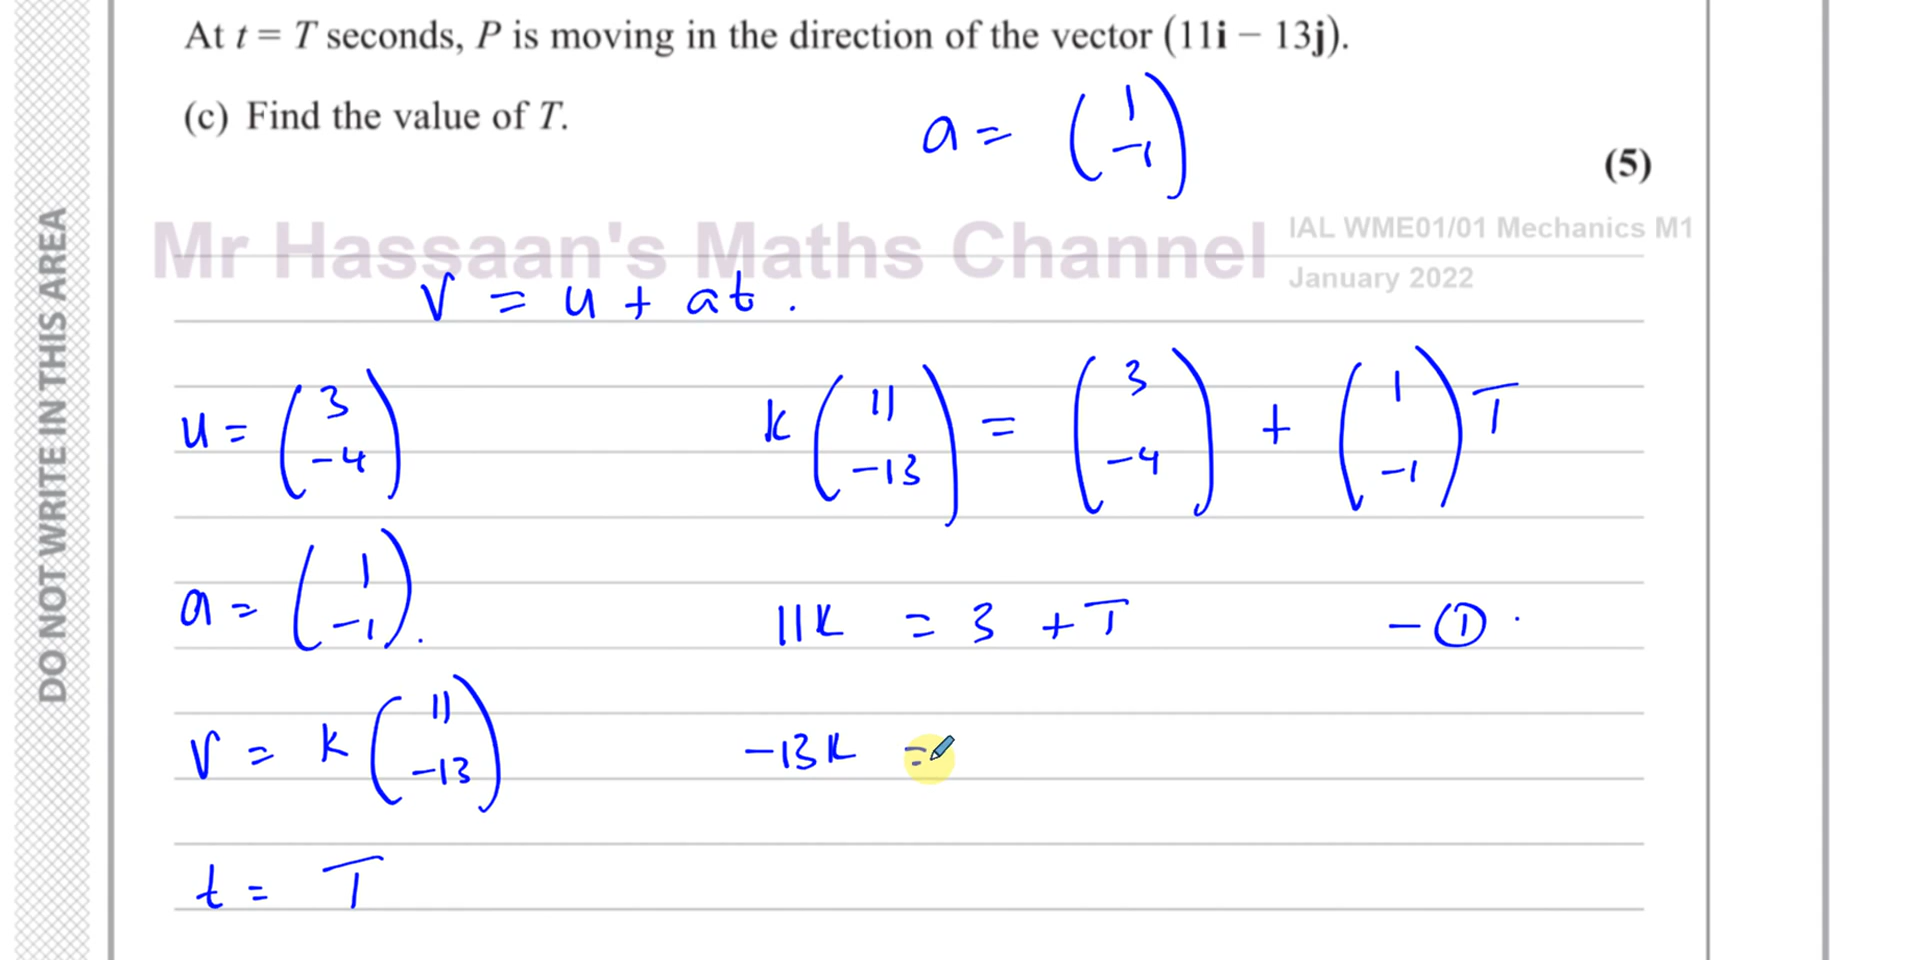 At t = T seconds, P is moving in the direction of the vector (11i − 13j).
(c) Find the value of T.
a = (1 -1)
(5)
DO NOT WRITE IN THIS AREA
Mr Hassaan's Maths Channel
IAL WME01/01 Mechanics M1
January 2022
v = u + at.
u = (3 -4)
k(11 -13) = (3 -4) + (1 -1)T
a = (1 -1).
11k = 3 + T -①.
v = k(11 -13)
-13k =
t = T